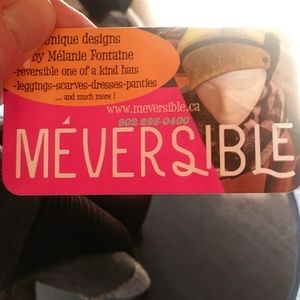 unique designs
by Mélanie Fontaine
-reversible one of a kind hats
-leggings-scarves-dresses-panties
... and much more !
www.meversible.ca
902 298-0400
MÉVERSIBLE